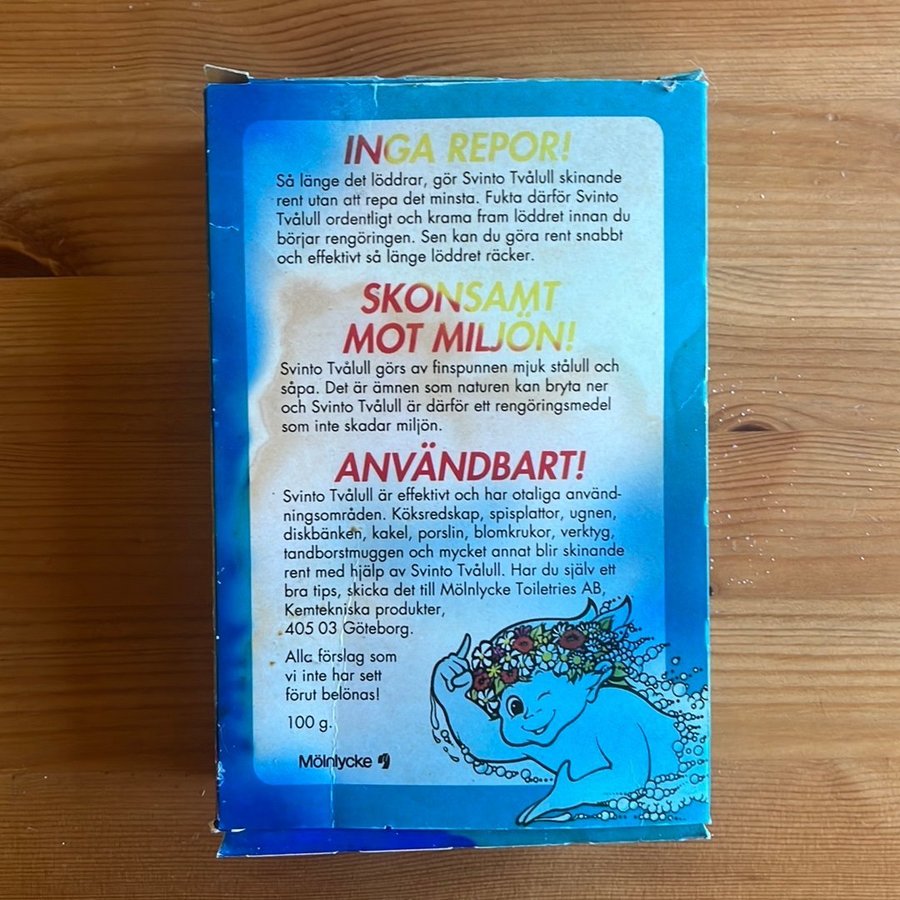 INGA REPOR!
Så länge det löddrar, gör Svinto Tvålull skinande
rent utan att repa det minsta. Fukta därför Svinto
Tvålull ordentligt och krama fram löddret innan du
börjar rengöringen. Sen kan du göra rent snabbt
och effektivt så länge löddret räcker.
SKONSAMT
MOT MILJÖN!
Svinto Tvålull görs av finspunnen mjuk stålull och
såpa. Det är ämnen som naturen kan bryta ner
och Svinto Tvålull är därför ett rengöringsmedel
som inte skadar miljön.
ANVÄNDBART!
Svinto Tvålull är effektivt och har otaliga använd-
ningsområden. Köksredskap, spisplattor, ugnen,
diskbänken, kakel, porslin, blomkrukor, verktyg,
tandborstmuggen och mycket annat blir skinande
rent med hjälp av Svinto Tvålull. Har du själv ett
bra tips, skicka det till Mölnlycke Toiletries AB,
Kemtekniska produkter,
405 03 Göteborg.
Alla förslag som
vi inte har sett
förut belönas!
100 g.
Mölnlycke